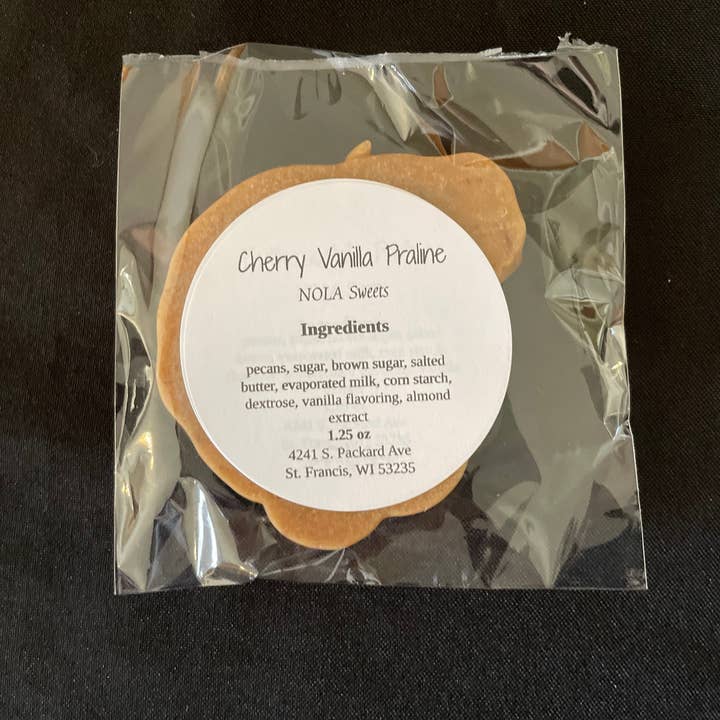 Cherry Vanilla Praline
NOLA Sweets
Ingredients
pecans, sugar, brown sugar, salted
butter, evaporated milk, corn starch,
dextrose, vanilla flavoring, almond
extract
1.25 oz
4241 S. Packard Ave
St. Francis, WI 53235